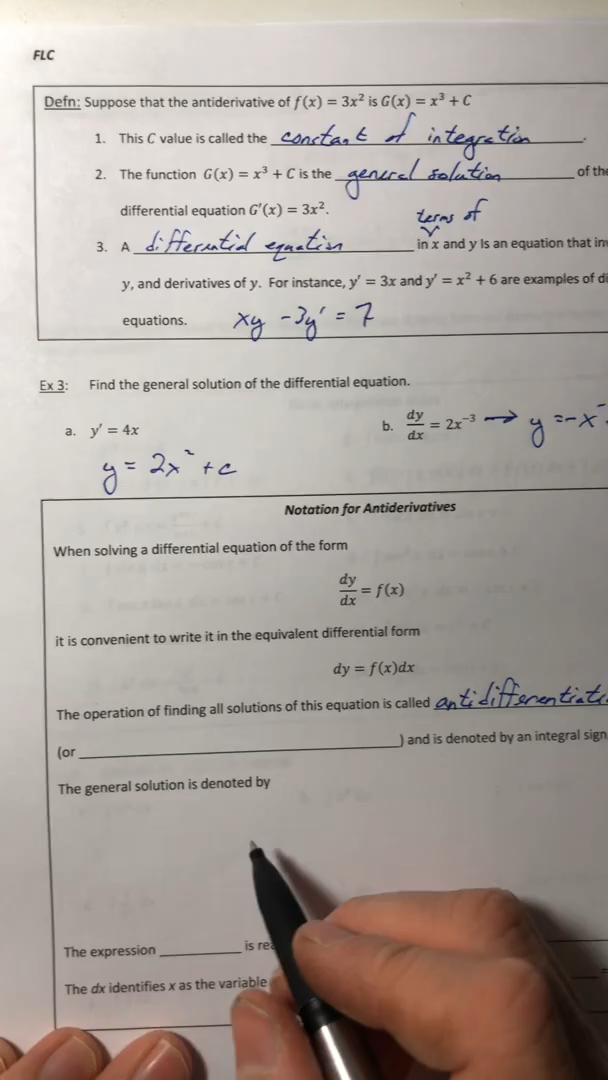 FLC
Defn: Suppose that the antiderivative of f(x) = 3x² is G(x) = x³ + C
1. This C value is called the constant of integration.
2. The function G(x) = x³ + C is the general solution of the
differential equation G′(x) = 3x².
terms of
3. A differential equation in x and y is an equation that in
y, and derivatives of y. For instance, y′ = 3x and y′ = x² + 6 are examples of di
equations. xy - 3y′ = 7
Ex 3: Find the general solution of the differential equation.
a. y′ = 4x
b. dy/dx = 2x⁻³ → y = -x⁻
y = 2x² + c
Notation for Antiderivatives
When solving a differential equation of the form
dy/dx = f(x)
it is convenient to write it in the equivalent differential form
dy = f(x)dx
The operation of finding all solutions of this equation is called antidifferentiati
(or ______ ) and is denoted by an integral sign
The general solution is denoted by
The expression ______ is rea
The dx identifies x as the variable